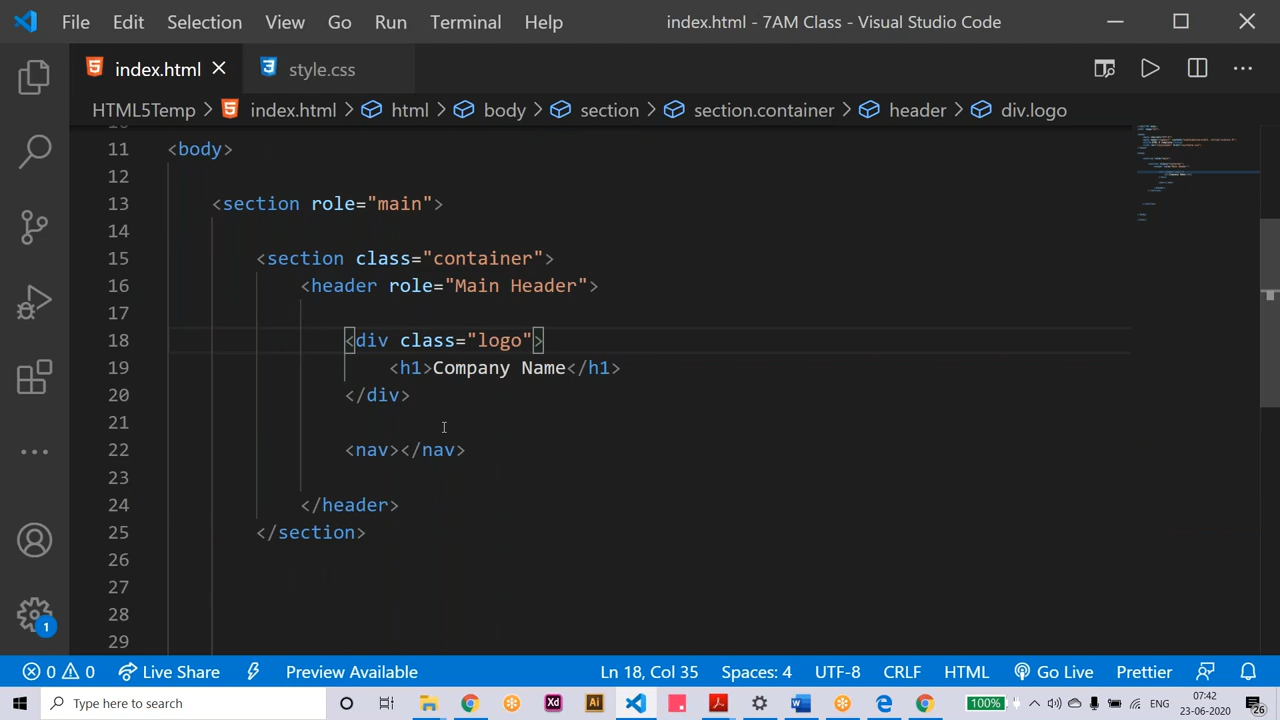 File Edit Selection View Go Run Terminal Help index.html - 7AM Class - Visual Studio Code
index.html style.css
HTML5Temp > index.html > html > body > section > section.container > header > div.logo
11 <body>
12
13 <section role="main">
14
15 <section class="container">
16 <header role="Main Header">
17
18 <div class="logo">
19 <h1>Company Name</h1>
20 </div>
21
22 <nav></nav>
23
24 </header>
25 </section>
26
27
28
29
1
0 0 Live Share Preview Available Ln 18, Col 35 Spaces: 4 UTF-8 CRLF HTML Go Live Prettier
Type here to search Xd Ai 100% ENG 07:42
23-06-2020 26